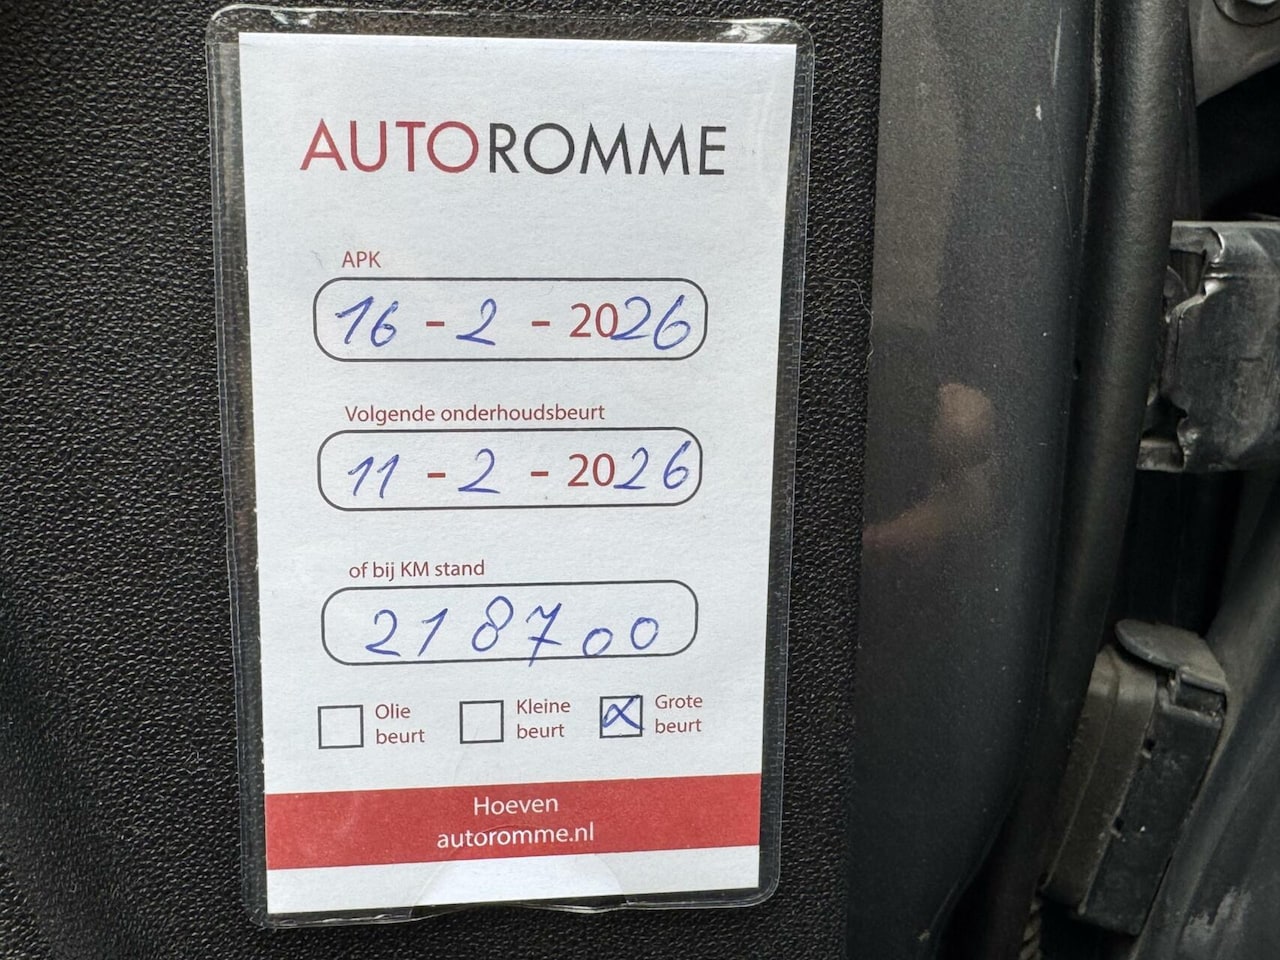 AUTOROMME
APK
16 - 2 - 2026
Volgende onderhoudsbeurt
11 - 2 - 2026
of bij KM stand
218700
Olie beurt
Kleine beurt
Grote beurt
Hoeven
autoromme.nl